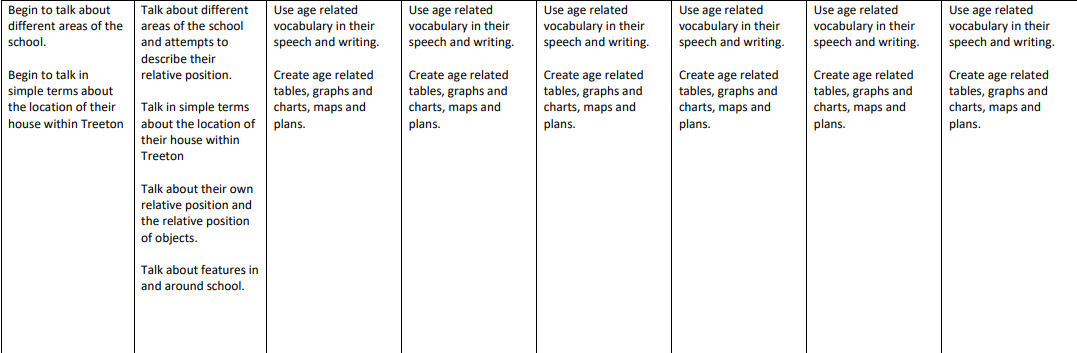 Begin to talk about
different areas of the
school.
Begin to talk in
simple terms about
the location of their
house within Treeton
Talk about different
areas of the school
and attempts to
describe their
relative position.
Talk in simple terms
about the location of
their house within
Treeton
Talk about their own
relative position and
the relative position
of objects.
Talk about features in
and around school.
Use age related
vocabulary in their
speech and writing.
Create age related
tables, graphs and
charts, maps and
plans.
Use age related
vocabulary in their
speech and writing.
Create age related
tables, graphs and
charts, maps and
plans.
Use age related
vocabulary in their
speech and writing.
Create age related
tables, graphs and
charts, maps and
plans.
Use age related
vocabulary in their
speech and writing.
Create age related
tables, graphs and
charts, maps and
plans.
Use age related
vocabulary in their
speech and writing.
Create age related
tables, graphs and
charts, maps and
plans.
Use age related
vocabulary in their
speech and writing.
Create age related
tables, graphs and
charts, maps and
plans.